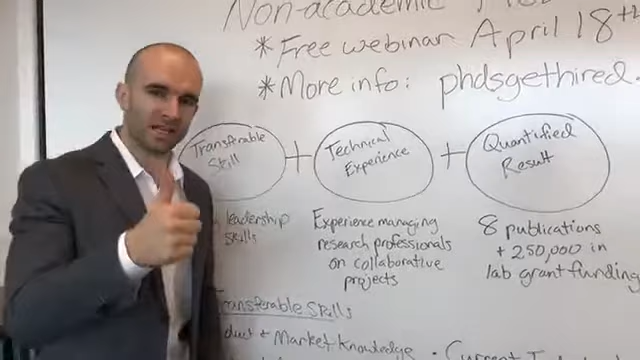 Non-academic
* Free webinar April 18th
* More info: phdsgethired.
Transferable Skill + Technical Experience + Quantified Result
leadership skills
Experience managing research professionals on collaborative projects
8 publications + 250,000 in lab grant funding
Transferable Skills
Market Knowledge